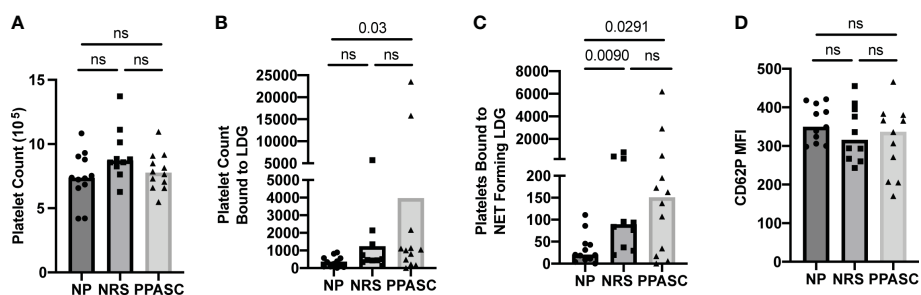 A
ns
ns
ns
Platelet Count (10^5)
15
10
5
0
NP NRS PPASC
B
0.03
ns
ns
Platelet Count
Bound to LDG
25000
20000
15000
10000
5000
5000
4000
3000
2000
1000
0
NP NRS PPASC
C
0.0291
0.0090
ns
Platelets Bound to
NET Forming LDG
8000
6000
4000
2000
200
150
100
50
0
NP NRS PPASC
D
ns
ns
ns
CD62P MFI
500
400
300
200
100
0
NP NRS PPASC